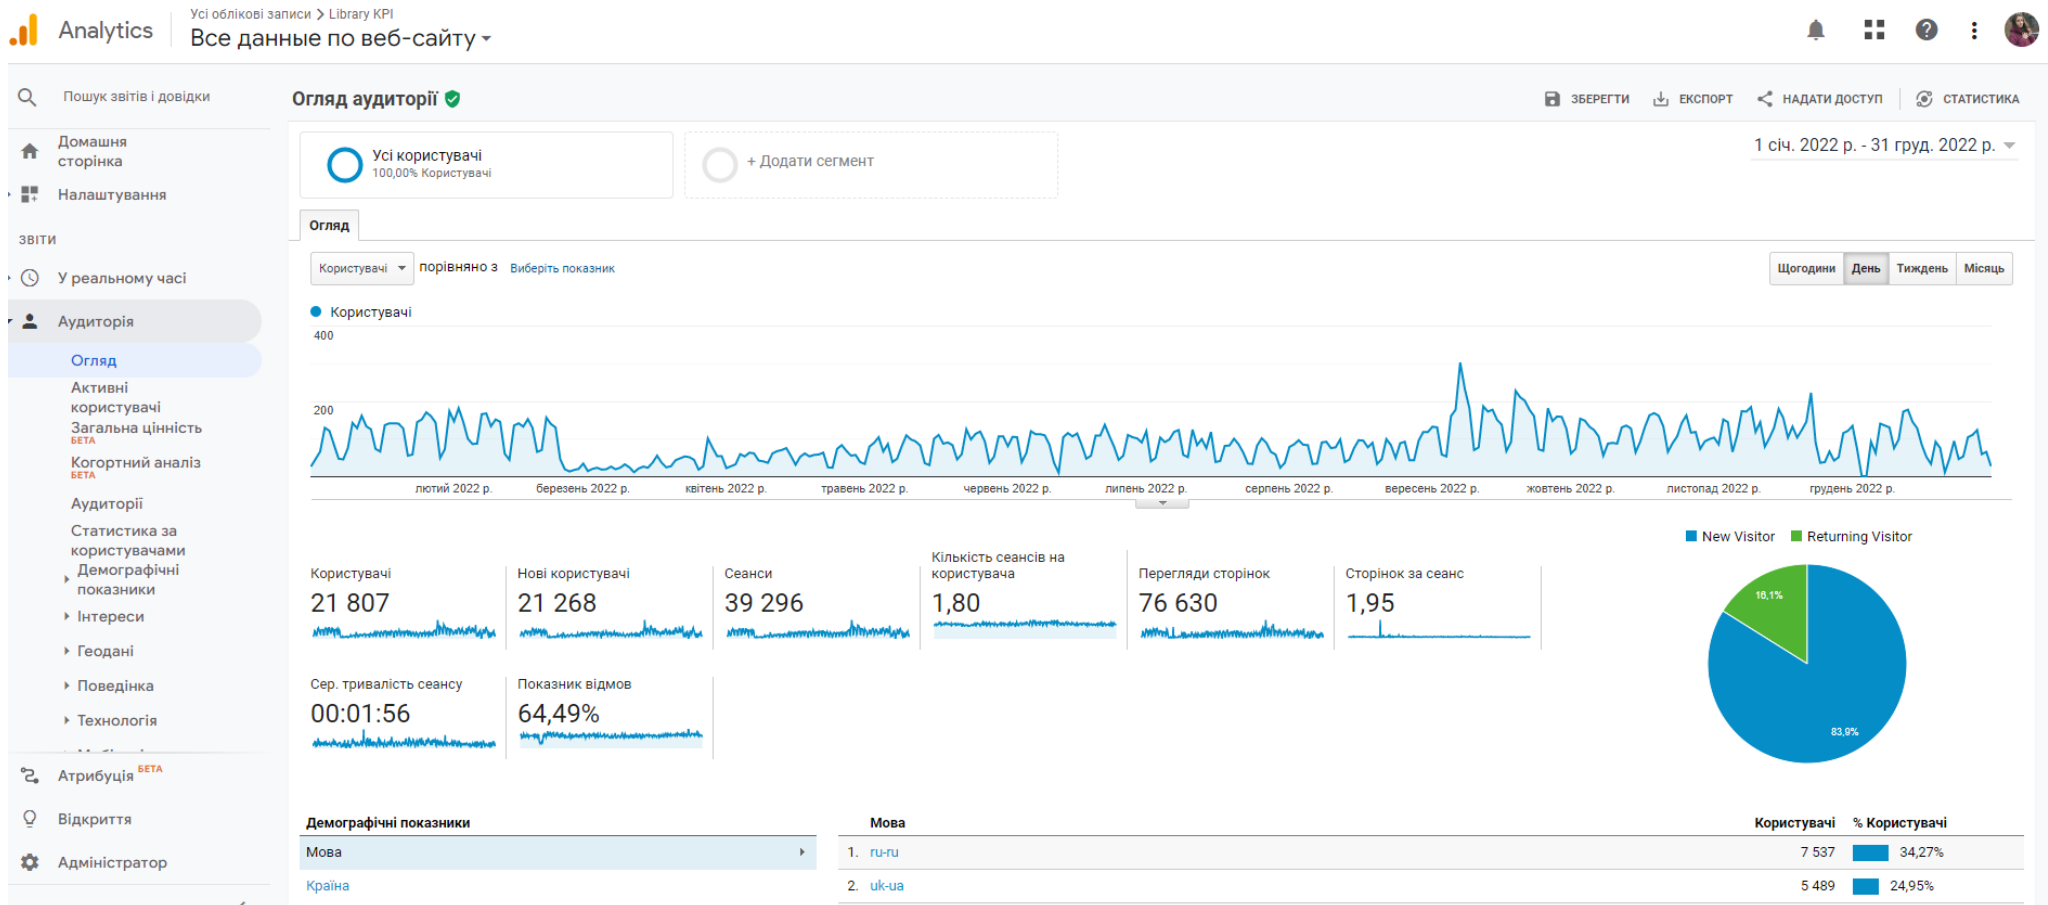 Analytics
Усі облікові записи > Library KPI
Все данные по веб-сайту
Пошук звітів і довідки
Домашня
сторінка
Налаштування
ЗВІТИ
У реальному часі
Аудиторія
Огляд
Активні
користувачі
Загальна цінність
БЕТА
Когортний аналіз
БЕТА
Аудиторії
Статистика за
користувачами
Демографічні
показники
Інтереси
Геодані
Поведінка
Технологія
Атрибуція БЕТА
Відкриття
Адміністратор
Огляд аудиторії
ЗБЕРЕГТИ
ЕКСПОРТ
НАДАТИ ДОСТУП
СТАТИСТИКА
Усі користувачі
100,00% Користувачі
+ Додати сегмент
1 січ. 2022 р. - 31 груд. 2022 р.
Огляд
Користувачі порівняно з Виберіть показник
Щогодини День Тиждень Місяць
Користувачі
400
200
лютий 2022 р. березень 2022 р. квітень 2022 р. травень 2022 р. червень 2022 р. липень 2022 р. серпень 2022 р. вересень 2022 р. жовтень 2022 р. листопад 2022 р. грудень 2022 р.
New Visitor Returning Visitor
16,1%
83,9%
Користувачі
21 807
Нові користувачі
21 268
Сеанси
39 296
Кількість сеансів на
користувача
1,80
Перегляди сторінок
76 630
Сторінок за сеанс
1,95
Сер. тривалість сеансу
00:01:56
Показник відмов
64,49%
Демографічні показники
Мова
Країна
Мова Користувачі % Користувачі
1. ru-ru 7 537 34,27%
2. uk-ua 5 489 24,95%